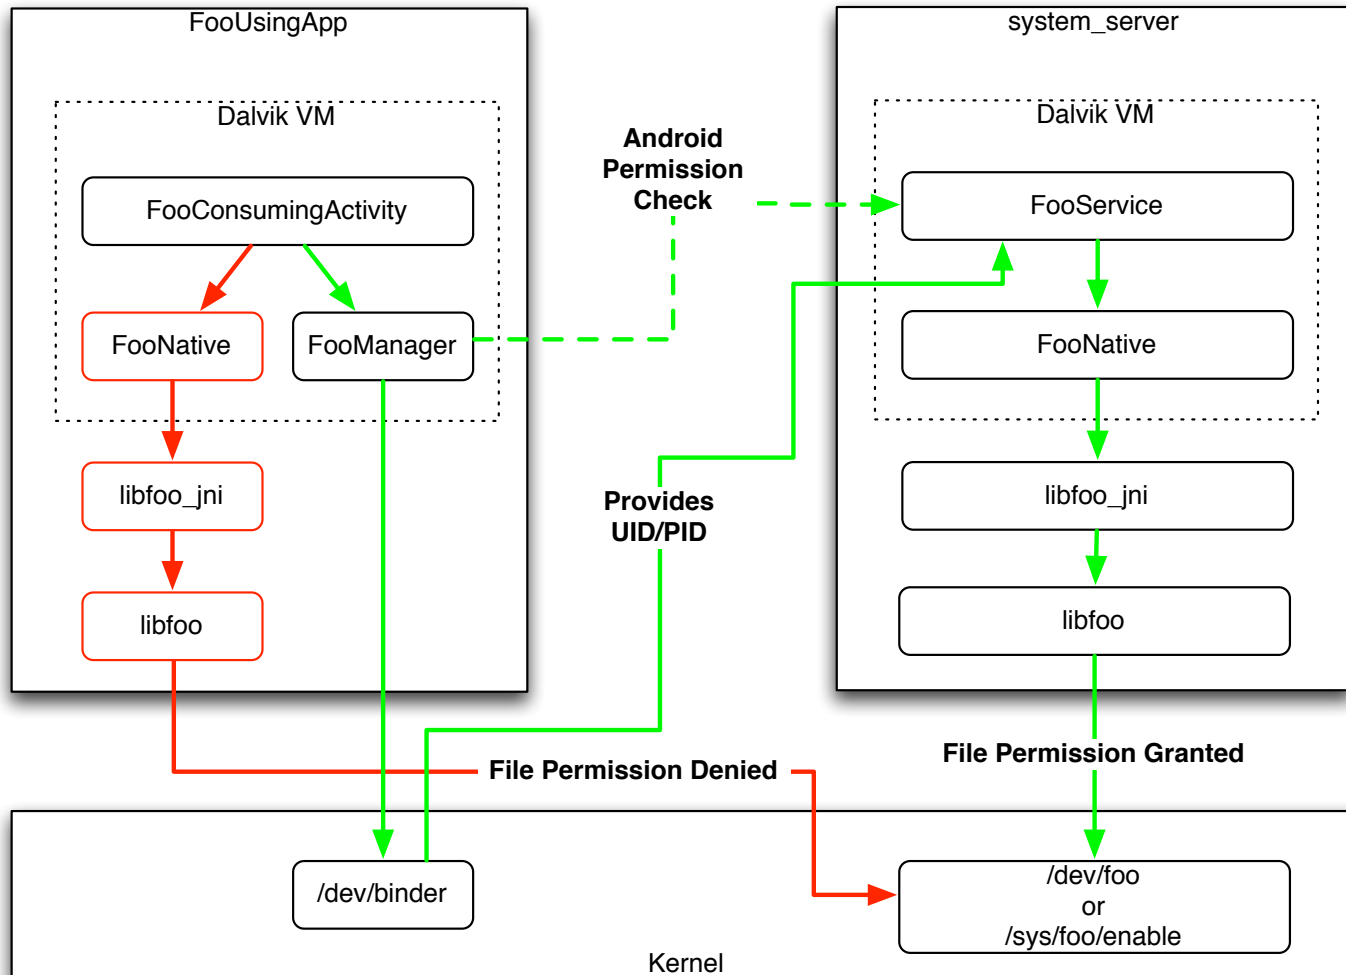 FooUsingApp
system_server
Dalvik VM
Dalvik VM
Android
Permission
Check
FooConsumingActivity
FooService
FooNative
FooManager
FooNative
libfoo_jni
Provides
UID/PID
libfoo_jni
libfoo
libfoo
File Permission Denied
File Permission Granted
/dev/binder
/dev/foo
or
/sys/foo/enable
Kernel